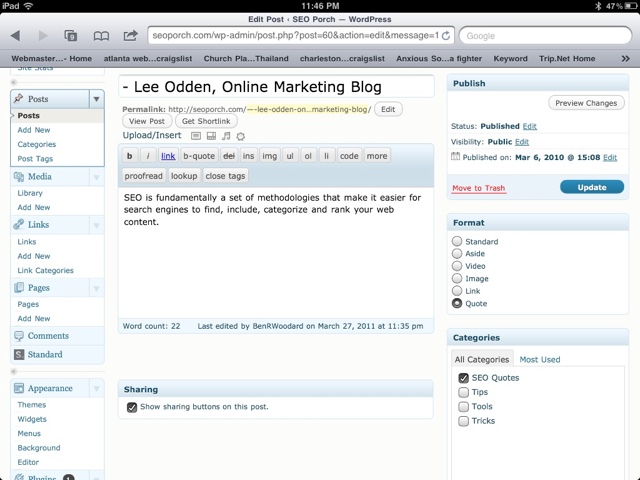 iPad 11:46 PM 47%
Edit Post ‹ SEO Porch — WordPress
9 seoporch.com/wp-admin/post.php?post=60&action=edit&message=1 Google
Webmaster...- Home atlanta web...craigslist Church Pla...Thailand charleston....craigslist Anxious So...a fighter Keyword Trip.Net Home >>
Site Stats
Posts
Posts
Add New
Categories
Post Tags
Media
Library
Add New
Links
Links
Add New
Link Categories
Pages
Pages
Add New
Comments
Standard
Appearance
Themes
Widgets
Menus
Background
Editor
Plugins 1
- Lee Odden, Online Marketing Blog
Permalink: http://seoporch.com/—-lee-odden-on...marketing-blog/ Edit
View Post Get Shortlink
Upload/Insert
b i link b-quote del ins img ul ol li code more
proofread lookup close tags
SEO is fundamentally a set of methodologies that make it easier for
search engines to find, include, categorize and rank your web
content.
Word count: 22 Last edited by BenRWoodard on March 27, 2011 at 11:35 pm
Sharing
Show sharing buttons on this post.
Publish
Preview Changes
Status: Published Edit
Visibility: Public Edit
Published on: Mar 6, 2010 @ 15:08 Edit
Move to Trash Update
Format
Standard
Aside
Video
Image
Link
Quote
Categories
All Categories Most Used
SEO Quotes
Tips
Tools
Tricks